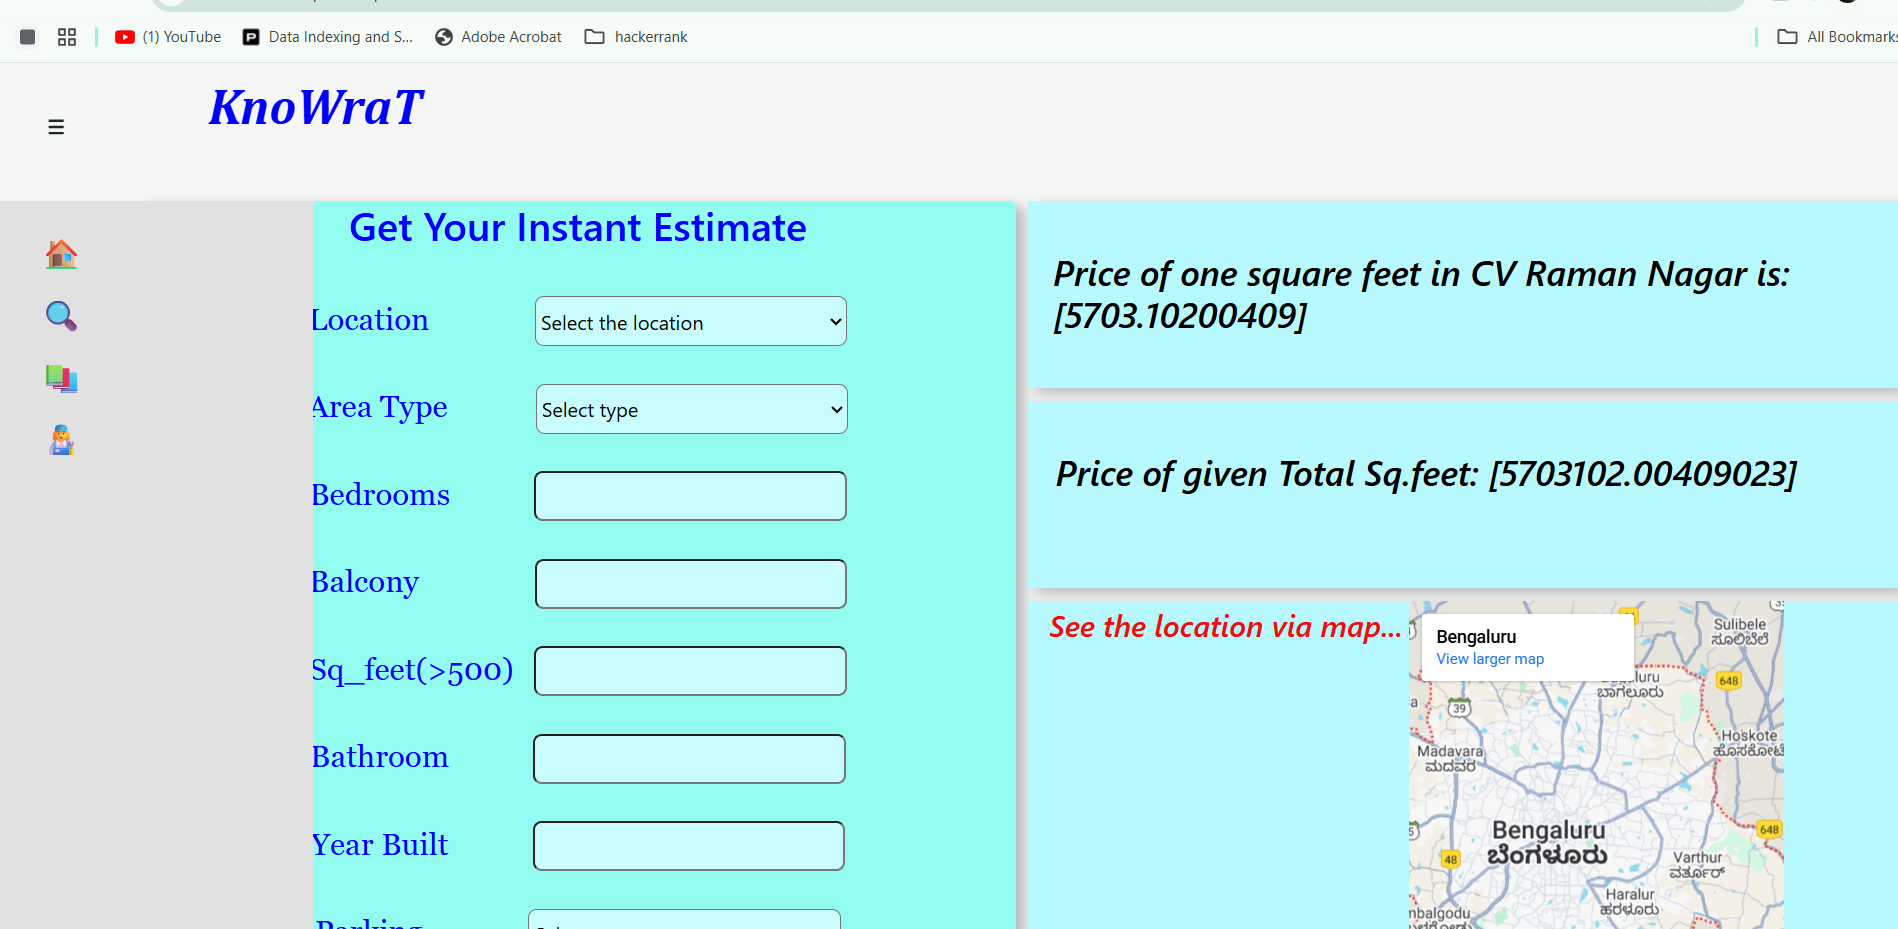 (1) YouTube
Data Indexing and S...
Adobe Acrobat
hackerrank
All Bookmarks
KnoWraT
Get Your Instant Estimate
Location
Select the location
Area Type
Select type
Bedrooms
Balcony
Sq_feet(>500)
Bathroom
Year Built
Parking
Price of one square feet in CV Raman Nagar is:
[5703.10200409]
Price of given Total Sq.feet: [5703102.00409023]
See the location via map...
Bengaluru
View larger map
Sulibele
ಸೂಲಿಬೆಲೆ
ಬಾಗಲೂರು
648
39
Hoskote
ಹೊಸಕೋಟೆ
Madavara
ಮದವರ
Bengaluru
ಬೆಂಗಳೂರು
648
48
Varthur
ವರ್ತೂರ್
Haralur
ಹರಳೂರು